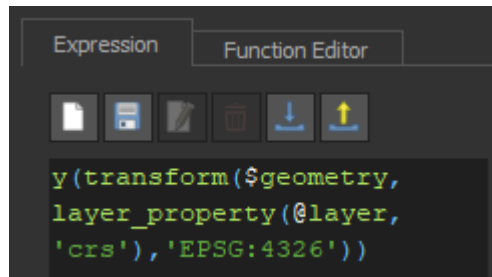 Expression
Function Editor
y(transform($geometry,
layer_property(@layer,
'crs'),'EPSG:4326'))